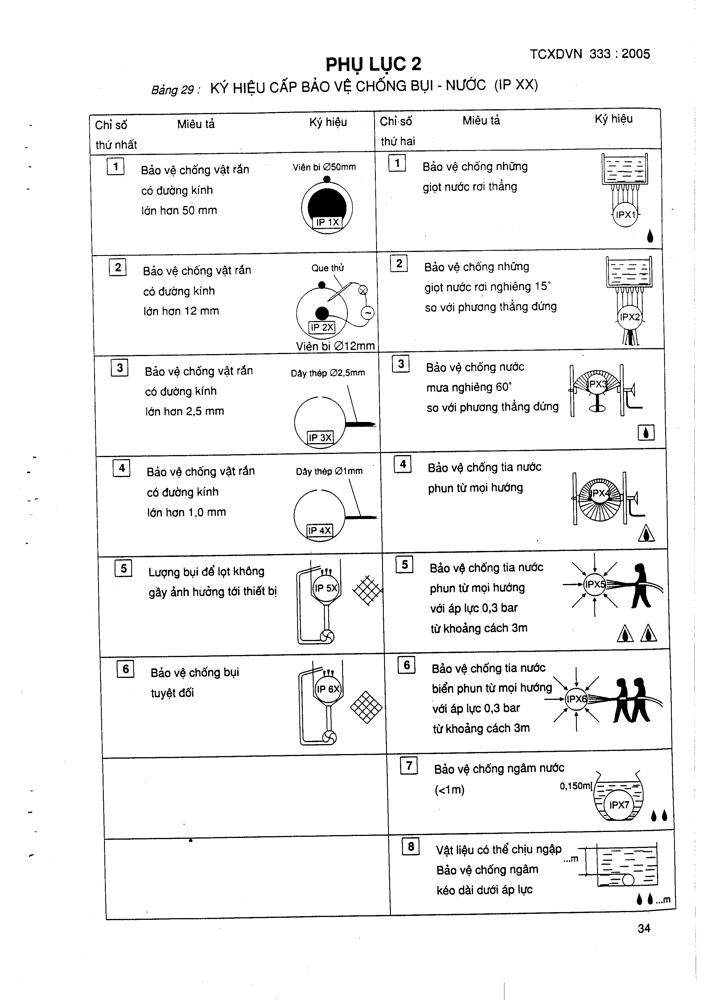 TCXDVN 333 : 2005
PHỤ LỤC 2
Bảng 29 : KÝ HIỆU CẤP BẢO VỆ CHỐNG BỤI - NƯỚC (IP XX)
Chỉ số
thứ nhất
Miêu tả
Ký hiệu
Chỉ số
thứ hai
Miêu tả
Ký hiệu
1
Bảo vệ chống vật rắn
có đường kính
lớn hơn 50 mm
Viên bi ∅50mm
IP 1X
1
Bảo vệ chống những
giọt nước rơi thẳng
IPX1
2
Bảo vệ chống vật rắn
có đường kính
lớn hơn 12 mm
Que thử
~
IP 2X
Viên bi ∅12mm
2
Bảo vệ chống những
giọt nước rơi nghiêng 15°
so với phương thẳng đứng
IPX2
3
Bảo vệ chống vật rắn
có đường kính
lớn hơn 2,5 mm
Dây thép ∅2,5mm
IP 3X
3
Bảo vệ chống nước
mưa nghiêng 60°
so với phương thẳng đứng
IPX3
4
Bảo vệ chống vật rắn
có đường kính
lớn hơn 1,0 mm
Dây thép ∅1mm
IP 4X
4
Bảo vệ chống tia nước
phun từ mọi hướng
IPX4
5
Lượng bụi để lọt không
gầy ảnh hưởng tới thiết bị
IP 5X
5
Bảo vệ chống tia nước
phun từ mọi hướng
với áp lực 0,3 bar
từ khoảng cách 3m
IPX5
6
Bảo vệ chống bụi
tuyệt đối
IP 6X
6
Bảo vệ chống tia nước
biển phun từ mọi hướng
với áp lực 0,3 bar
từ khoảng cách 3m
IPX6
7
Bảo vệ chống ngâm nước
(<1m)
0,150m
IPX7
8
Vật liệu có thể chịu ngập
Bảo vệ chống ngâm
kéo dài dưới áp lực
...m
...m
34